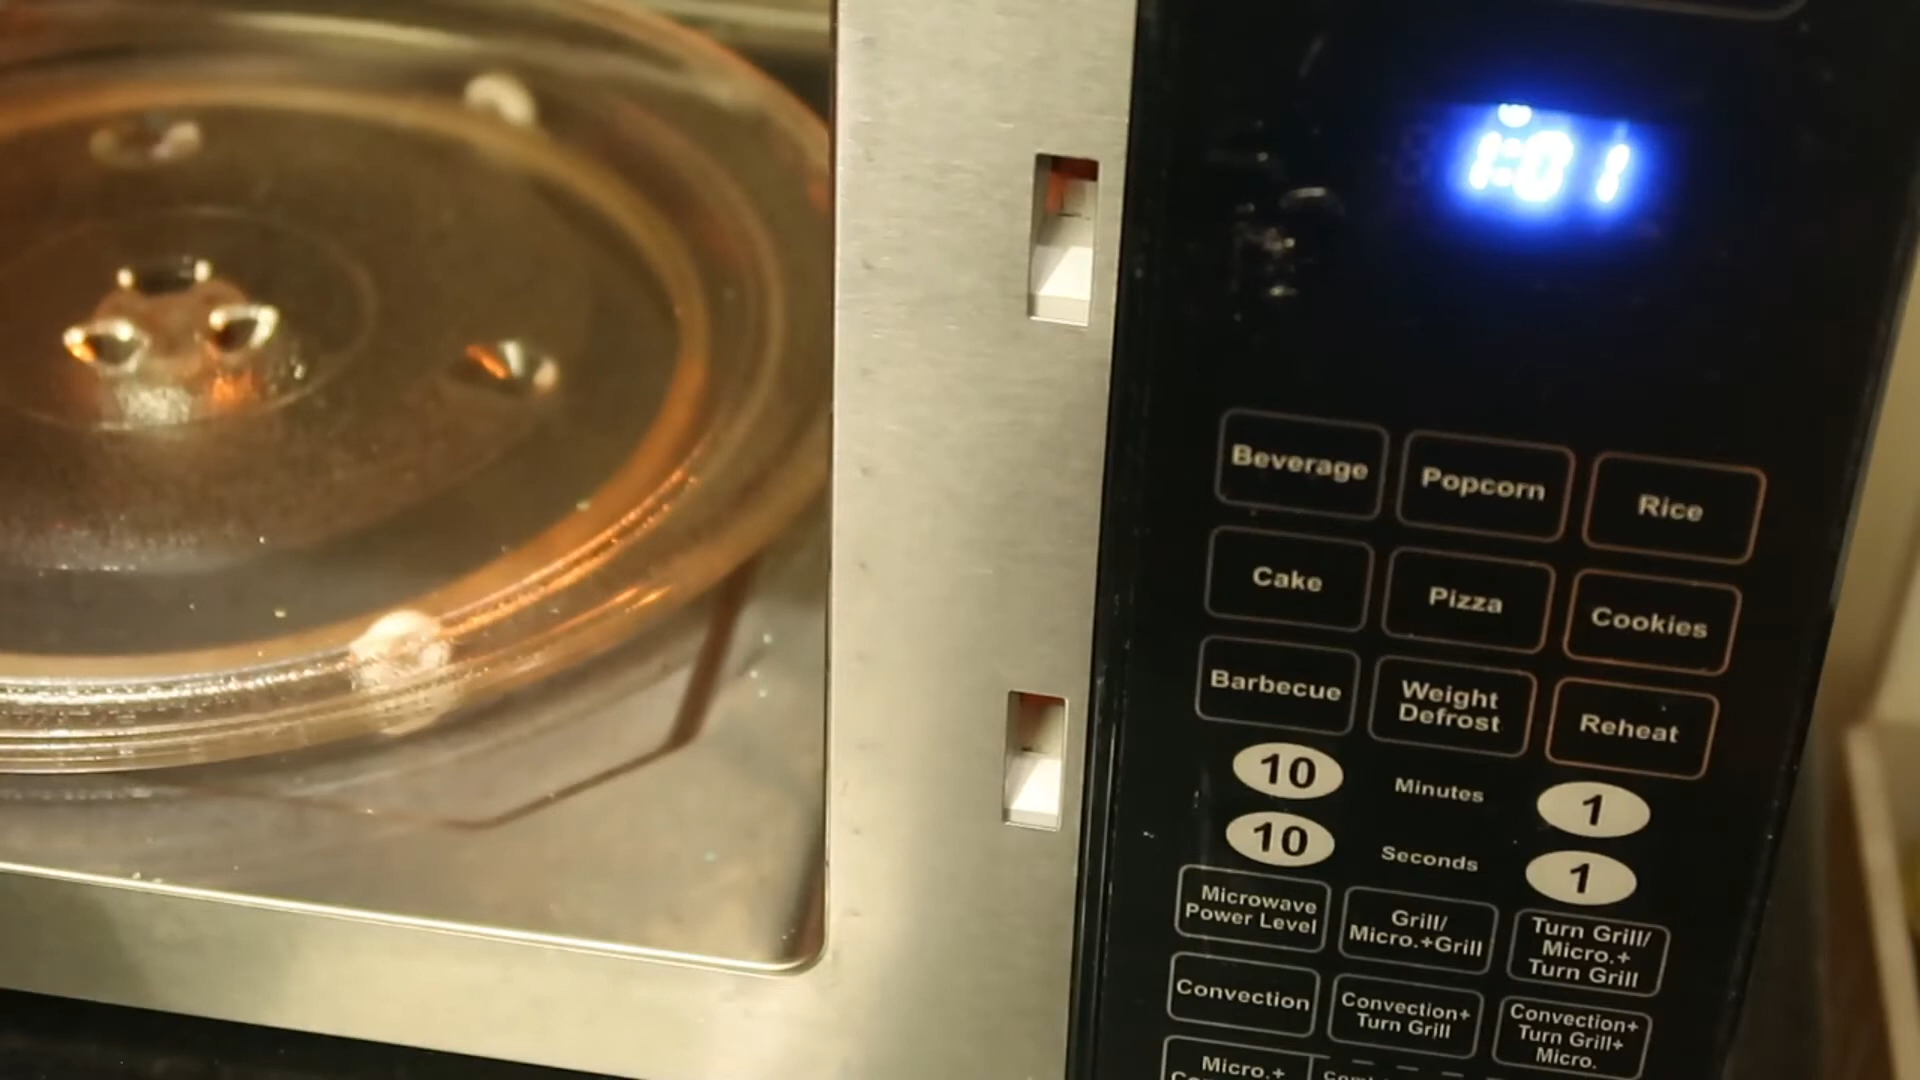 1:01
Beverage
Popcorn
Rice
Cake
Pizza
Cookies
Barbecue
Weight
Defrost
Reheat
10
Minutes
1
10
Seconds
1
Microwave
Power Level
Grill/
Micro.+Grill
Turn Grill/
Micro.+
Turn Grill
Convection
Convection+
Turn Grill
Convection+
Turn Grill+
Micro.
Micro.+